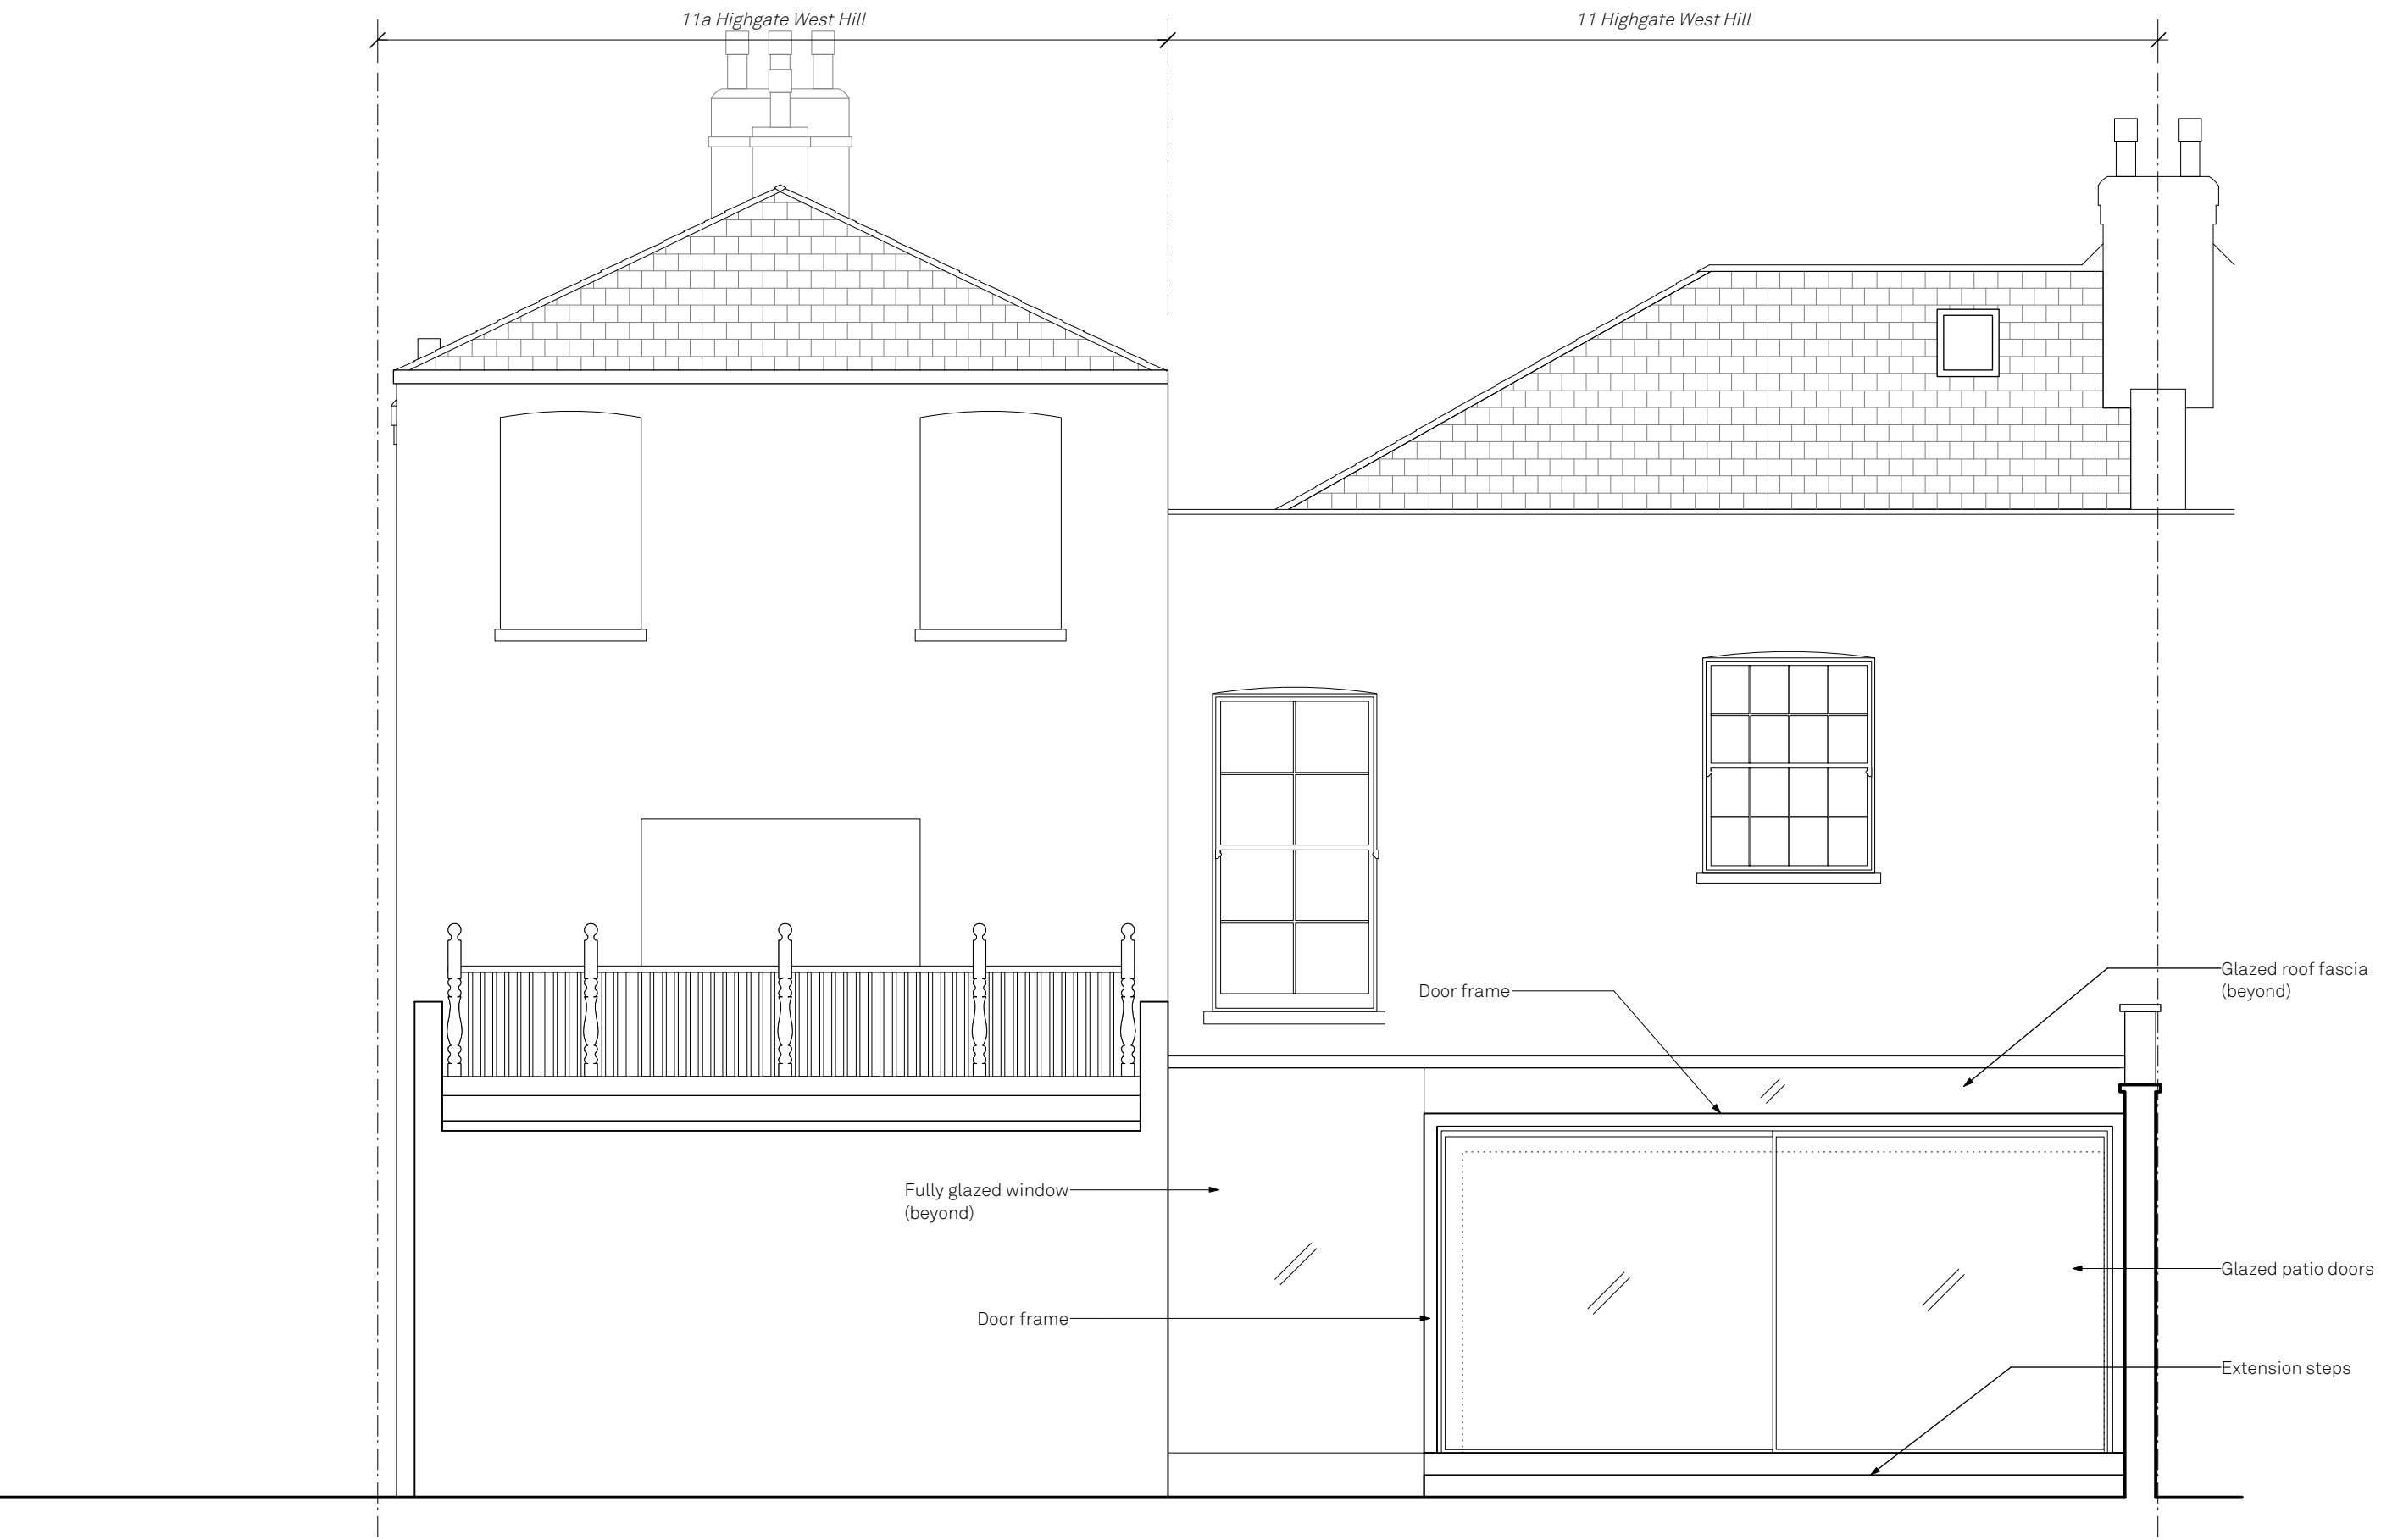 11a Highgate West Hill
11 Highgate West Hill
Glazed roof fascia
(beyond)
Door frame
Fully glazed window
(beyond)
Glazed patio doors
Door frame
Extension steps